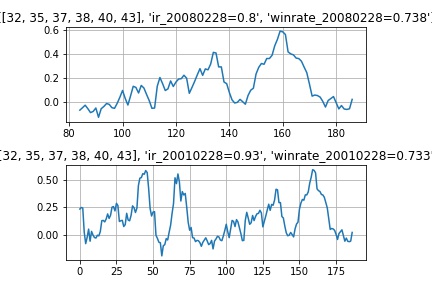 [[32, 35, 37, 38, 40, 43], 'ir_20080228=0.8', 'winrate_20080228=0.738']
0.6
0.4
0.2
0.0
80 100 120 140 160 180
[32, 35, 37, 38, 40, 43], 'ir_20010228=0.93', 'winrate_20010228=0.733'
0.50
0.25
0.00
0 25 50 75 100 125 150 175